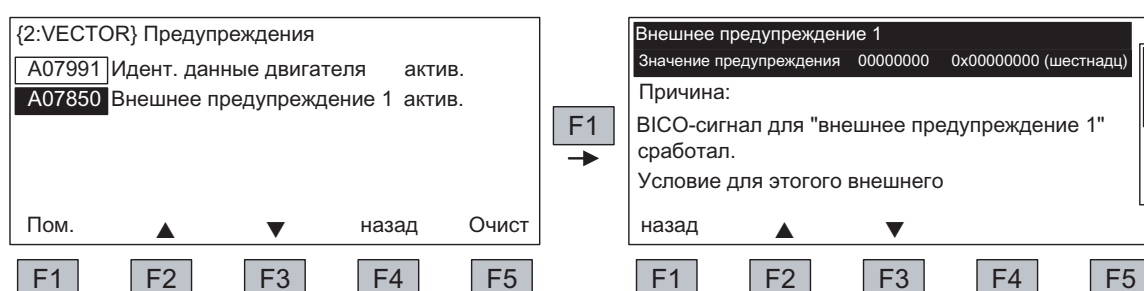 {2:VECTOR} Предупреждения
A07991 Идент. данные двигателя актив.
A07850 Внешнее предупреждение 1 актив.
Пом. ▲ ▼ назад Очист
F1 F2 F3 F4 F5
F1
Внешнее предупреждение 1
Значение предупреждения 00000000 0x00000000 (шестнадц)
Причина:
BICO-сигнал для "внешнее предупреждение 1"
сработал.
Условие для этогого внешнего
назад ▲ ▼
F1 F2 F3 F4 F5